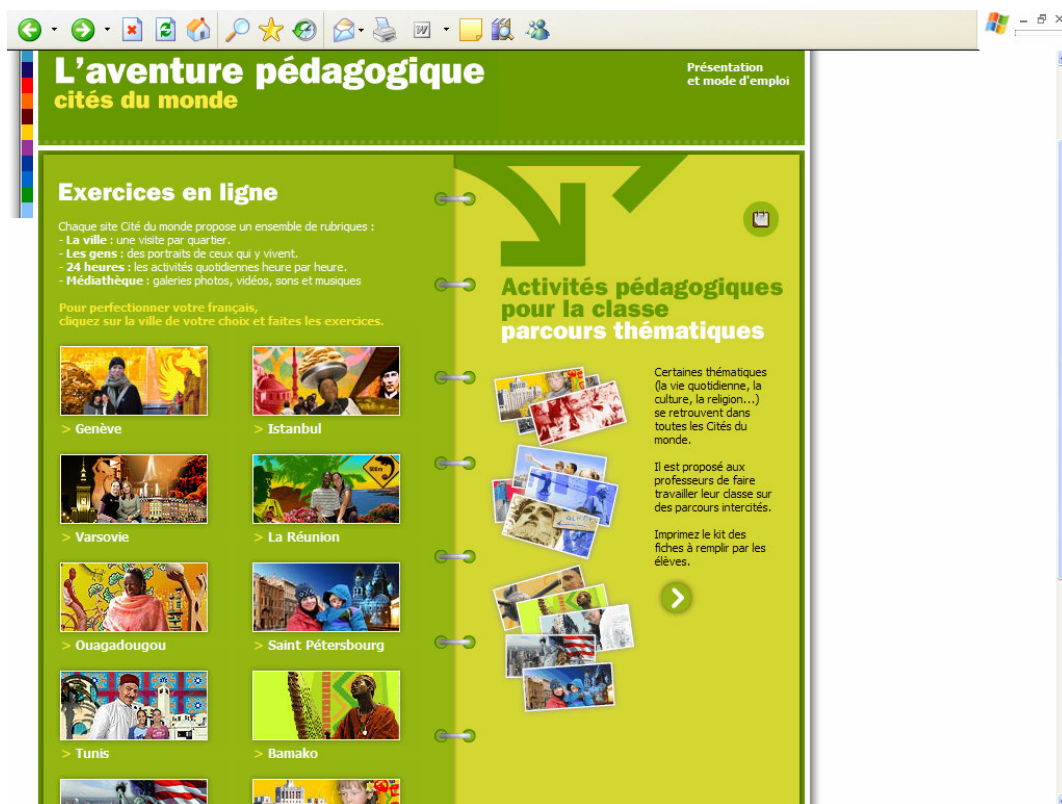 L'aventure pédagogique
cités du monde
Présentation
et mode d'emploi
Exercices en ligne
Chaque site Cité du monde propose un ensemble de rubriques :
- La ville : une visite par quartier.
- Les gens : des portraits de ceux qui y vivent.
- 24 heures : les activités quotidiennes heure par heure.
- Médiathèque : galeries photos, vidéos, sons et musiques
Pour perfectionner votre français,
cliquez sur la ville de votre choix et faites les exercices.
> Genève
> Istanbul
> Varsovie
> La Réunion
> Ouagadougou
> Saint Pétersbourg
> Tunis
> Bamako
Activités pédagogiques
pour la classe
parcours thématiques
Certaines thématiques
(la vie quotidienne, la
culture, la religion...)
se retrouvent dans
toutes les Cités du
monde.
Il est proposé aux
professeurs de faire
travailler leur classe sur
des parcours intercités.
Imprimez le kit des
fiches à remplir par les
élèves.